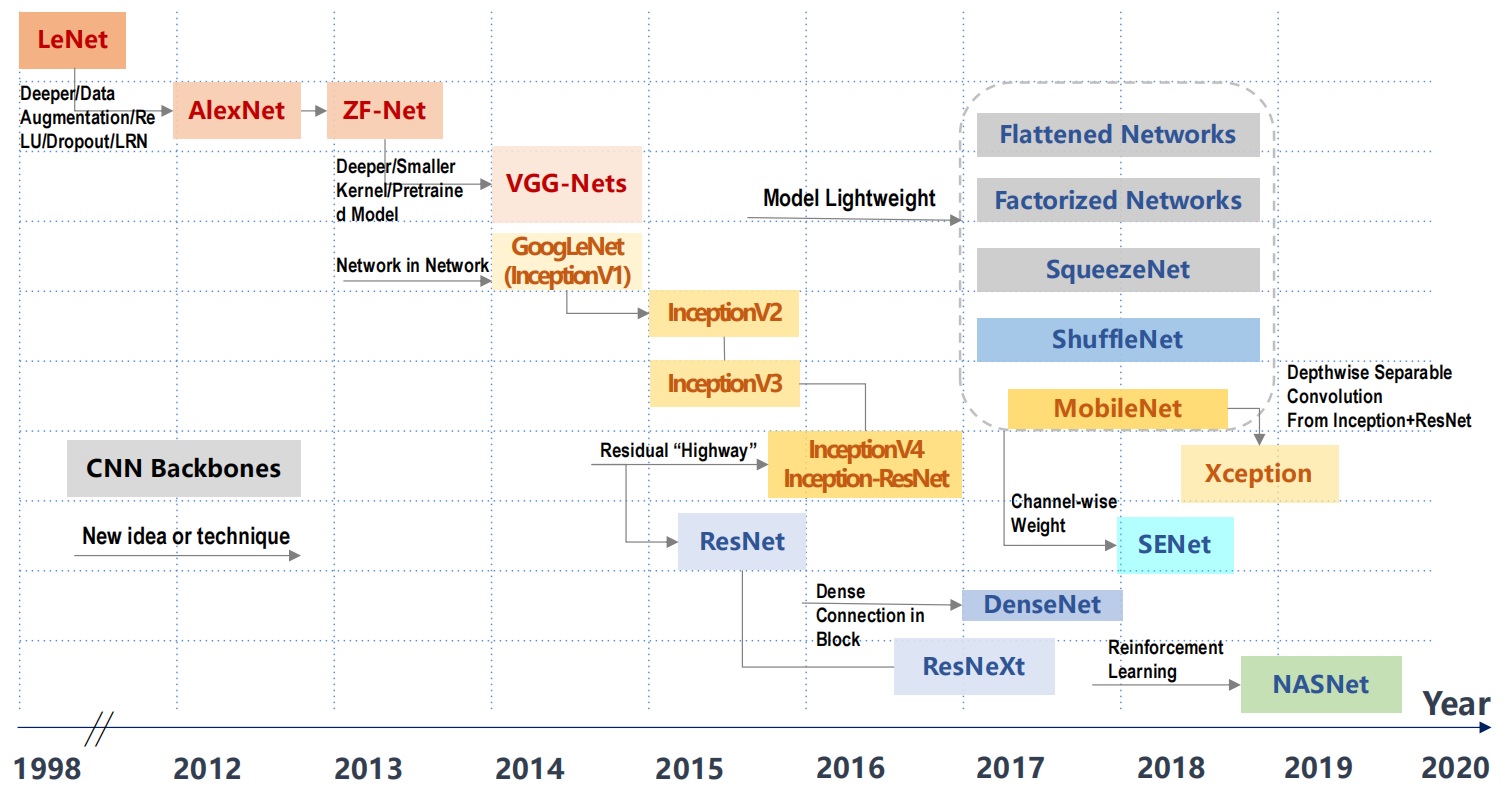 LeNet
Deeper/Data
Augmentation/Re
LU/Dropout/LRN
AlexNet
ZF-Net
Deeper/Smaller
Kernel/Pretraine
d Model
VGG-Nets
Network in Network
GoogLeNet
(InceptionV1)
InceptionV2
InceptionV3
Model Lightweight
Flattened Networks
Factorized Networks
SqueezeNet
ShuffleNet
MobileNet
Depthwise Separable
Convolution
From Inception+ResNet
Xception
Residual “Highway”
InceptionV4
Inception-ResNet
CNN Backbones
New idea or technique
ResNet
Channel-wise
Weight
SENet
Dense
Connection in
Block
DenseNet
ResNeXt
Reinforcement
Learning
NASNet
Year
1998 2012 2013 2014 2015 2016 2017 2018 2019 2020